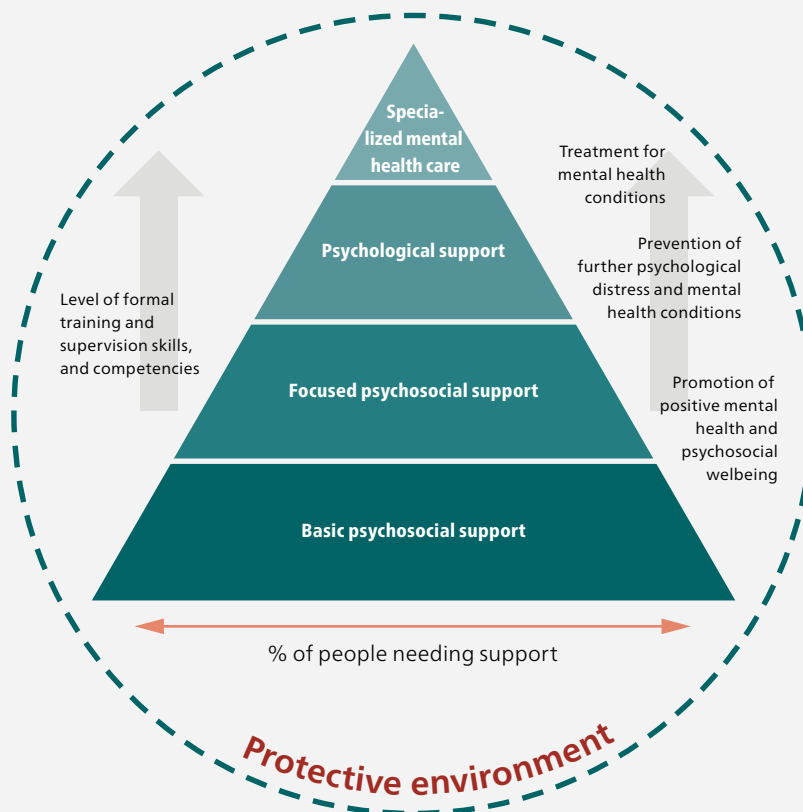 Specia-
lized mental
health care
Treatment for
mental health
conditions
Psychological support
Prevention of
further psychological
distress and mental
health conditions
Level of formal
training and
supervision skills,
and competencies
Focused psychosocial support
Promotion of
positive mental
health and
psychosocial
welbeing
Basic psychosocial support
% of people needing support
Protective environment